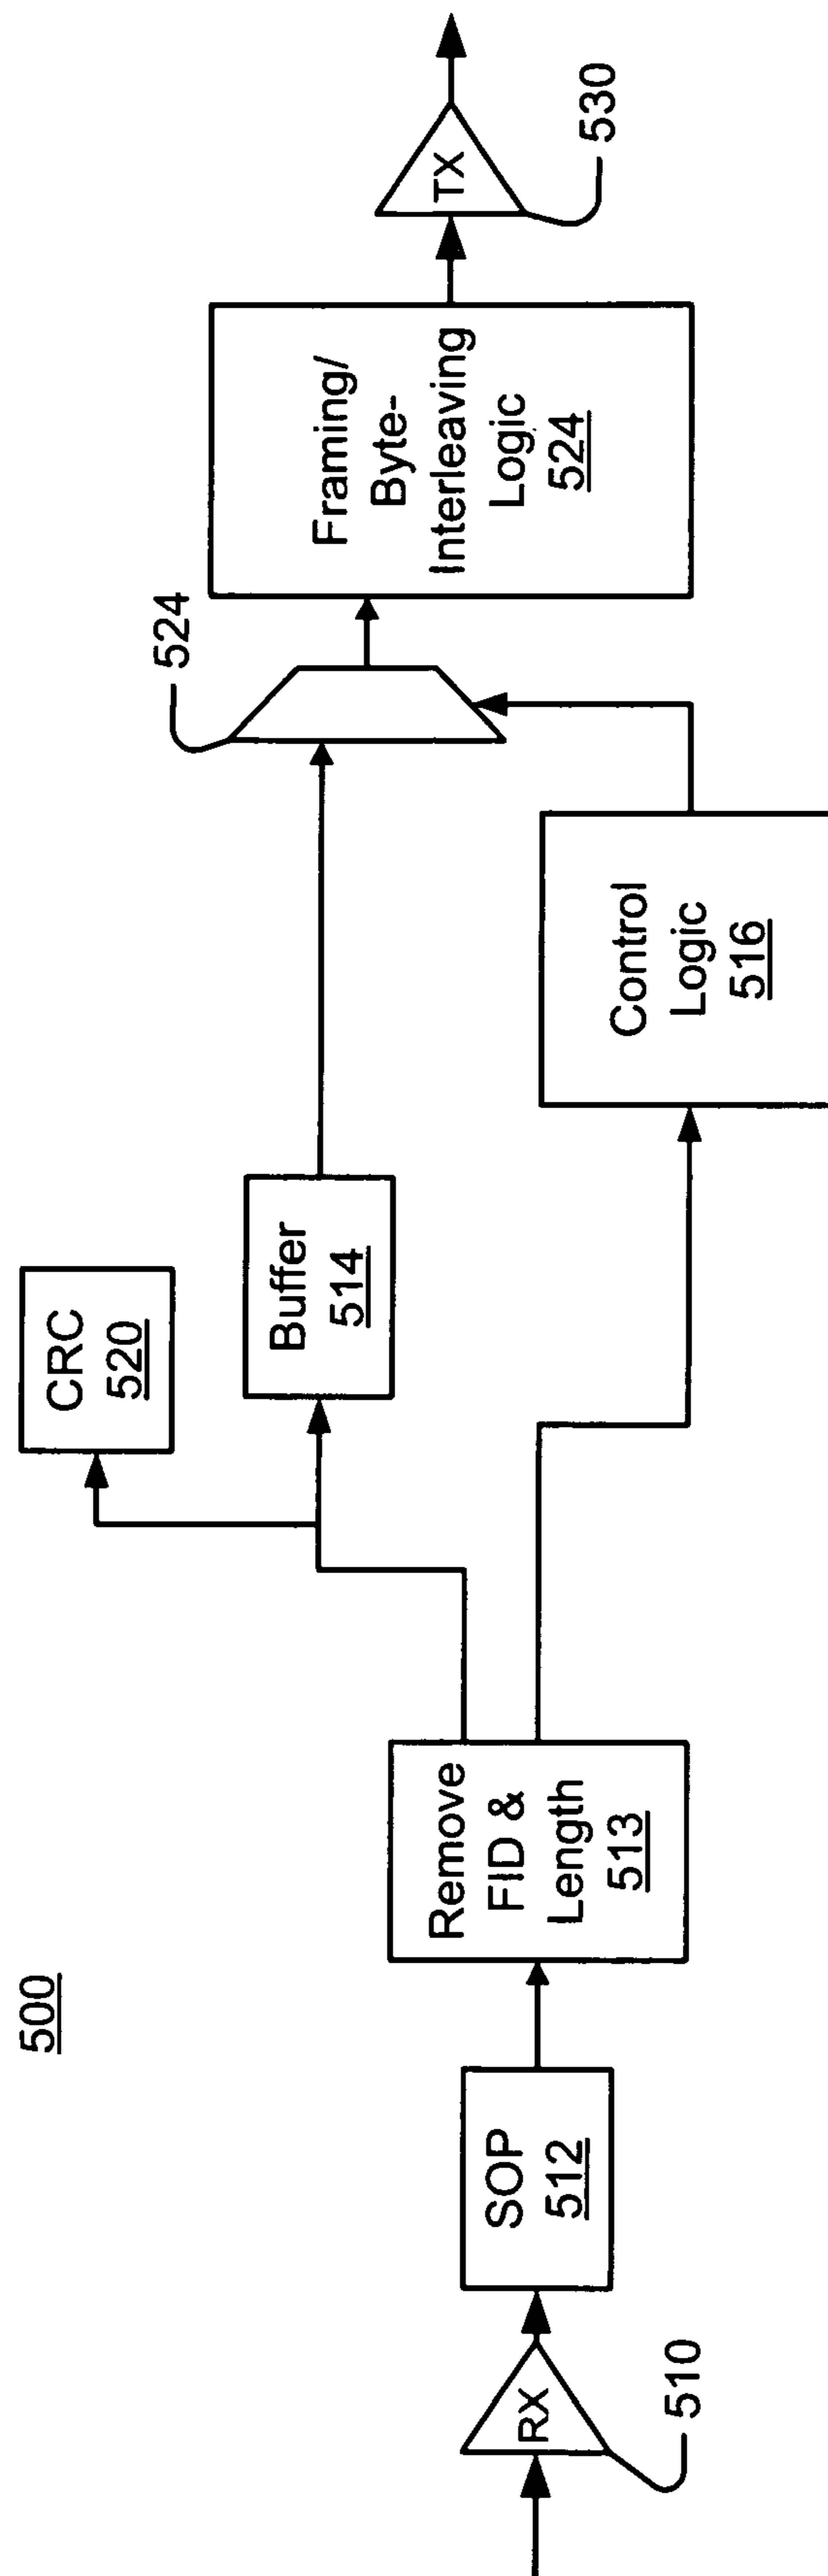 500
RX
510
SOP
512
Remove
FID &
Length
513
CRC
520
Buffer
514
Control
Logic
516
524
Framing/
Byte-
Interleaving
Logic
524
TX
530